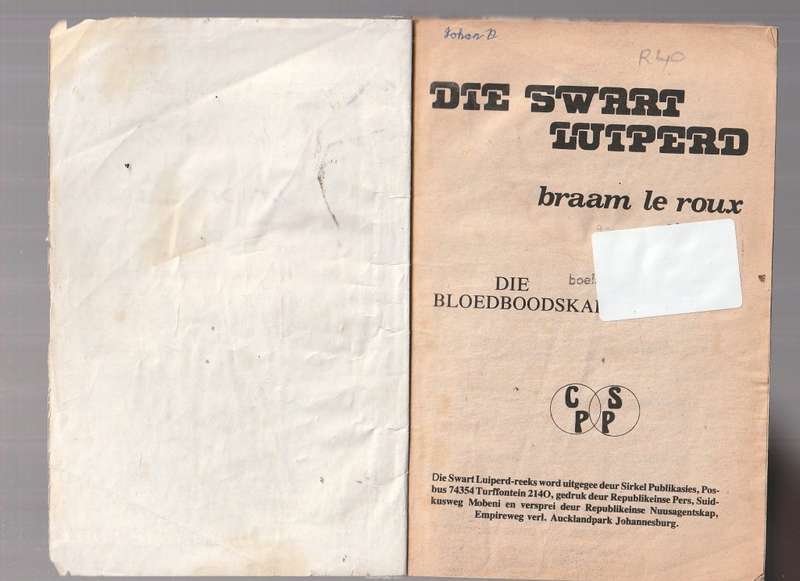 Johan D
R40
DIE SWART
LUIPERD
braam le roux
boek
DIE
BLOEDBOODSKA
C S
P P
Die Swart Luiperd-reeks word uitgegee deur Sirkel Publikasies, Pos-
bus 74354 Turffontein 2140, gedruk deur Republikeinse Pers, Suid-
kusweg Mobeni en versprei deur Republikeinse Nuusagentskap,
Empireweg verl. Aucklandpark Johannesburg.